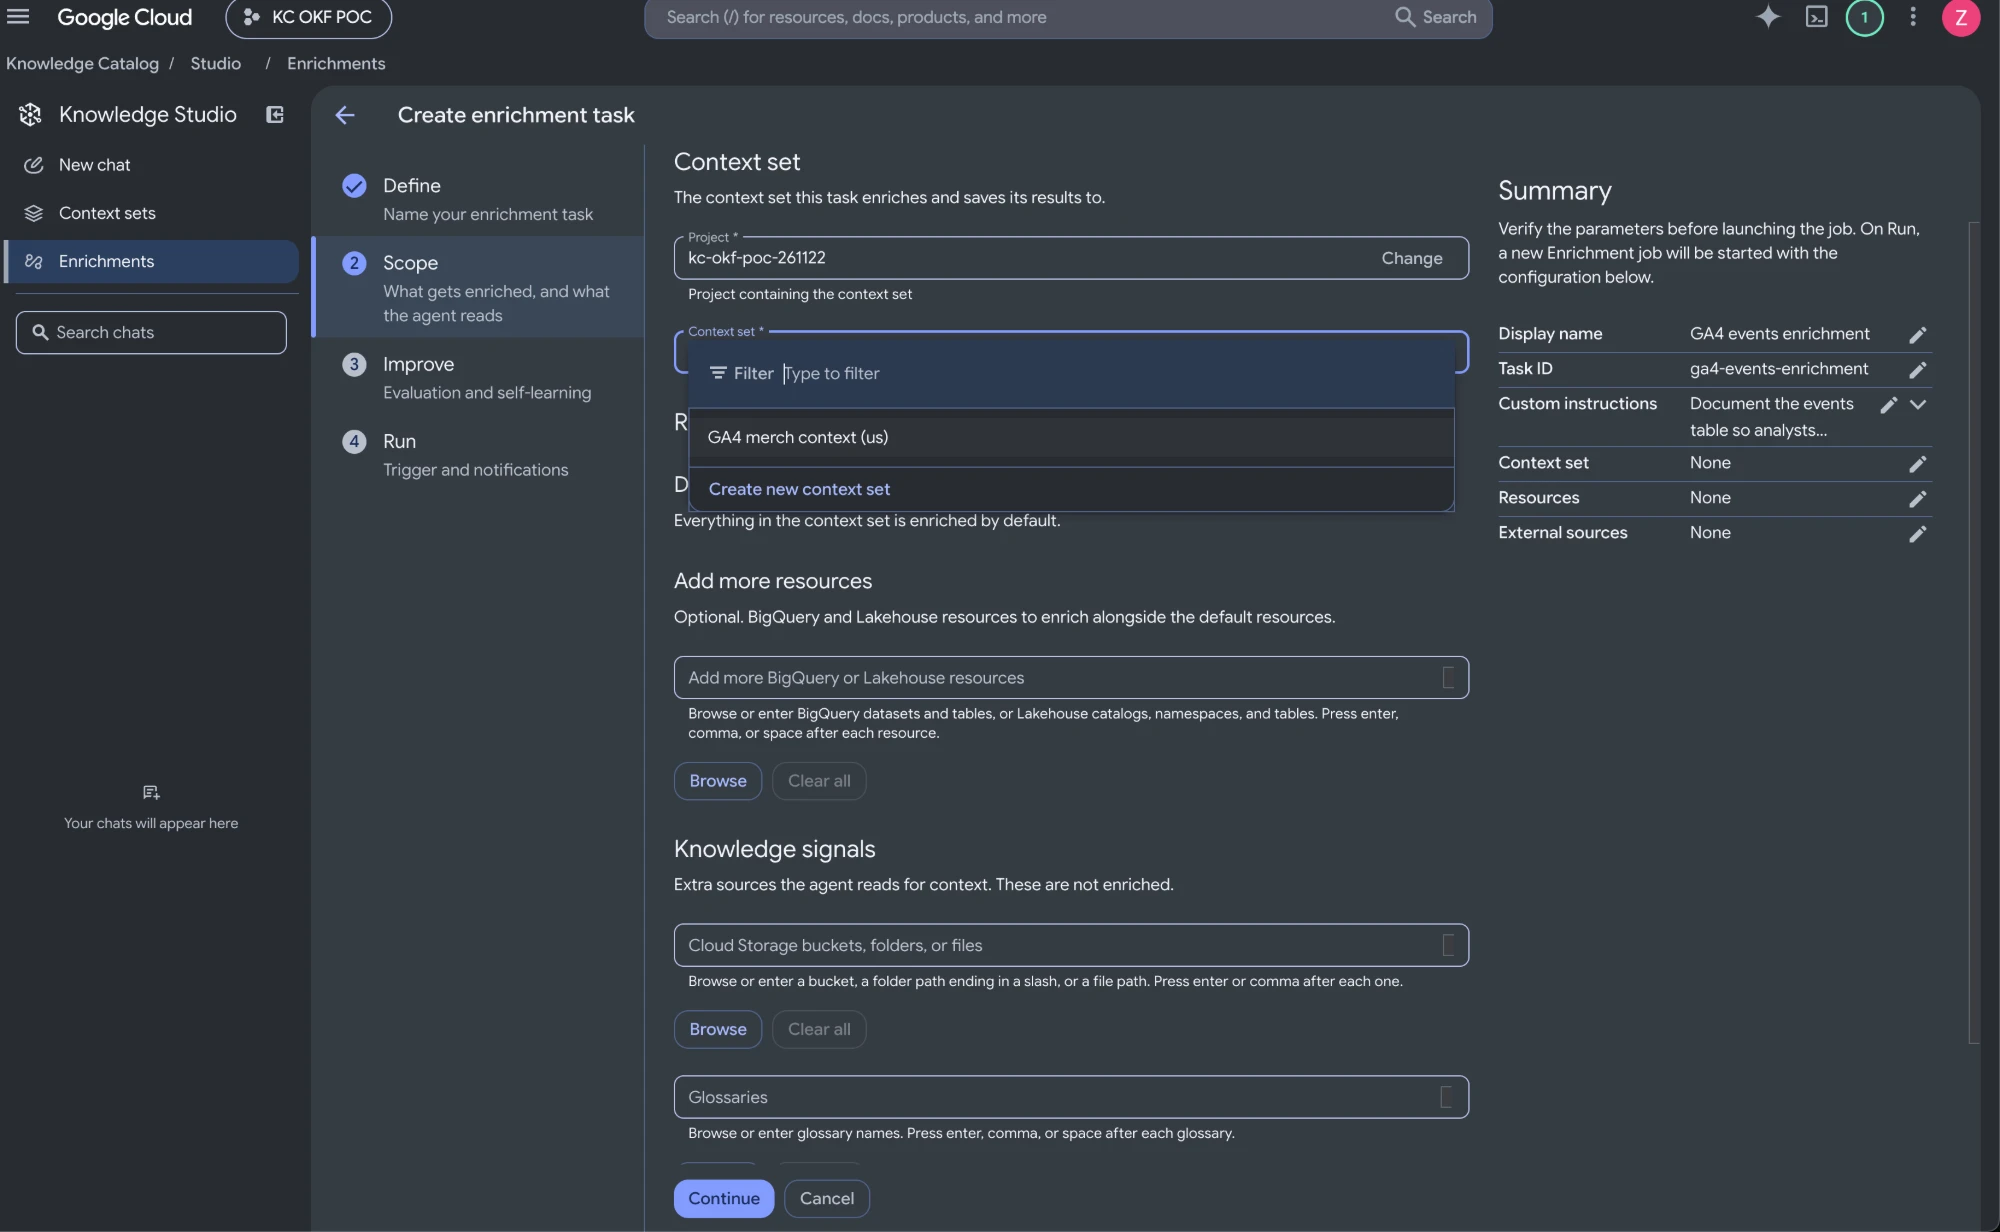 Google Cloud
KC OKF POC
Search (/) for resources, docs, products, and more
Search
1
Z
Knowledge Catalog / Studio / Enrichments
Knowledge Studio
New chat
Context sets
Enrichments
Search chats
Your chats will appear here
Create enrichment task
Define
Name your enrichment task
2
Scope
What gets enriched, and what
the agent reads
3
Improve
Evaluation and self-learning
4
Run
Trigger and notifications
Context set
The context set this task enriches and saves its results to.
Project *
kc-okf-poc-261122
Change
Project containing the context set
Context set *
Filter Type to filter
R
GA4 merch context (us)
D
Create new context set
Everything in the context set is enriched by default.
Add more resources
Optional. BigQuery and Lakehouse resources to enrich alongside the default resources.
Add more BigQuery or Lakehouse resources
Browse or enter BigQuery datasets and tables, or Lakehouse catalogs, namespaces, and tables. Press enter,
comma, or space after each resource.
Browse
Clear all
Knowledge signals
Extra sources the agent reads for context. These are not enriched.
Cloud Storage buckets, folders, or files
Browse or enter a bucket, a folder path ending in a slash, or a file path. Press enter or comma after each one.
Browse
Clear all
Glossaries
Browse or enter glossary names. Press enter, comma, or space after each glossary.
Continue
Cancel
Summary
Verify the parameters before launching the job. On Run,
a new Enrichment job will be started with the
configuration below.
Display name GA4 events enrichment
Task ID ga4-events-enrichment
Custom instructions Document the events
table so analysts...
Context set None
Resources None
External sources None